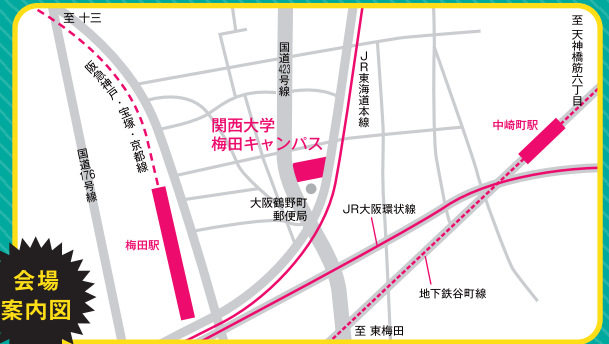 至 十三
至 天神橋筋六丁目
国道423号線
JR東海道本線
阪急神戸・宝塚・京都線
関西大学
梅田キャンパス
中崎町駅
国道176号線
大阪鶴野町
郵便局
JR大阪環状線
梅田駅
会場
案内図
地下鉄谷町線
至 東梅田